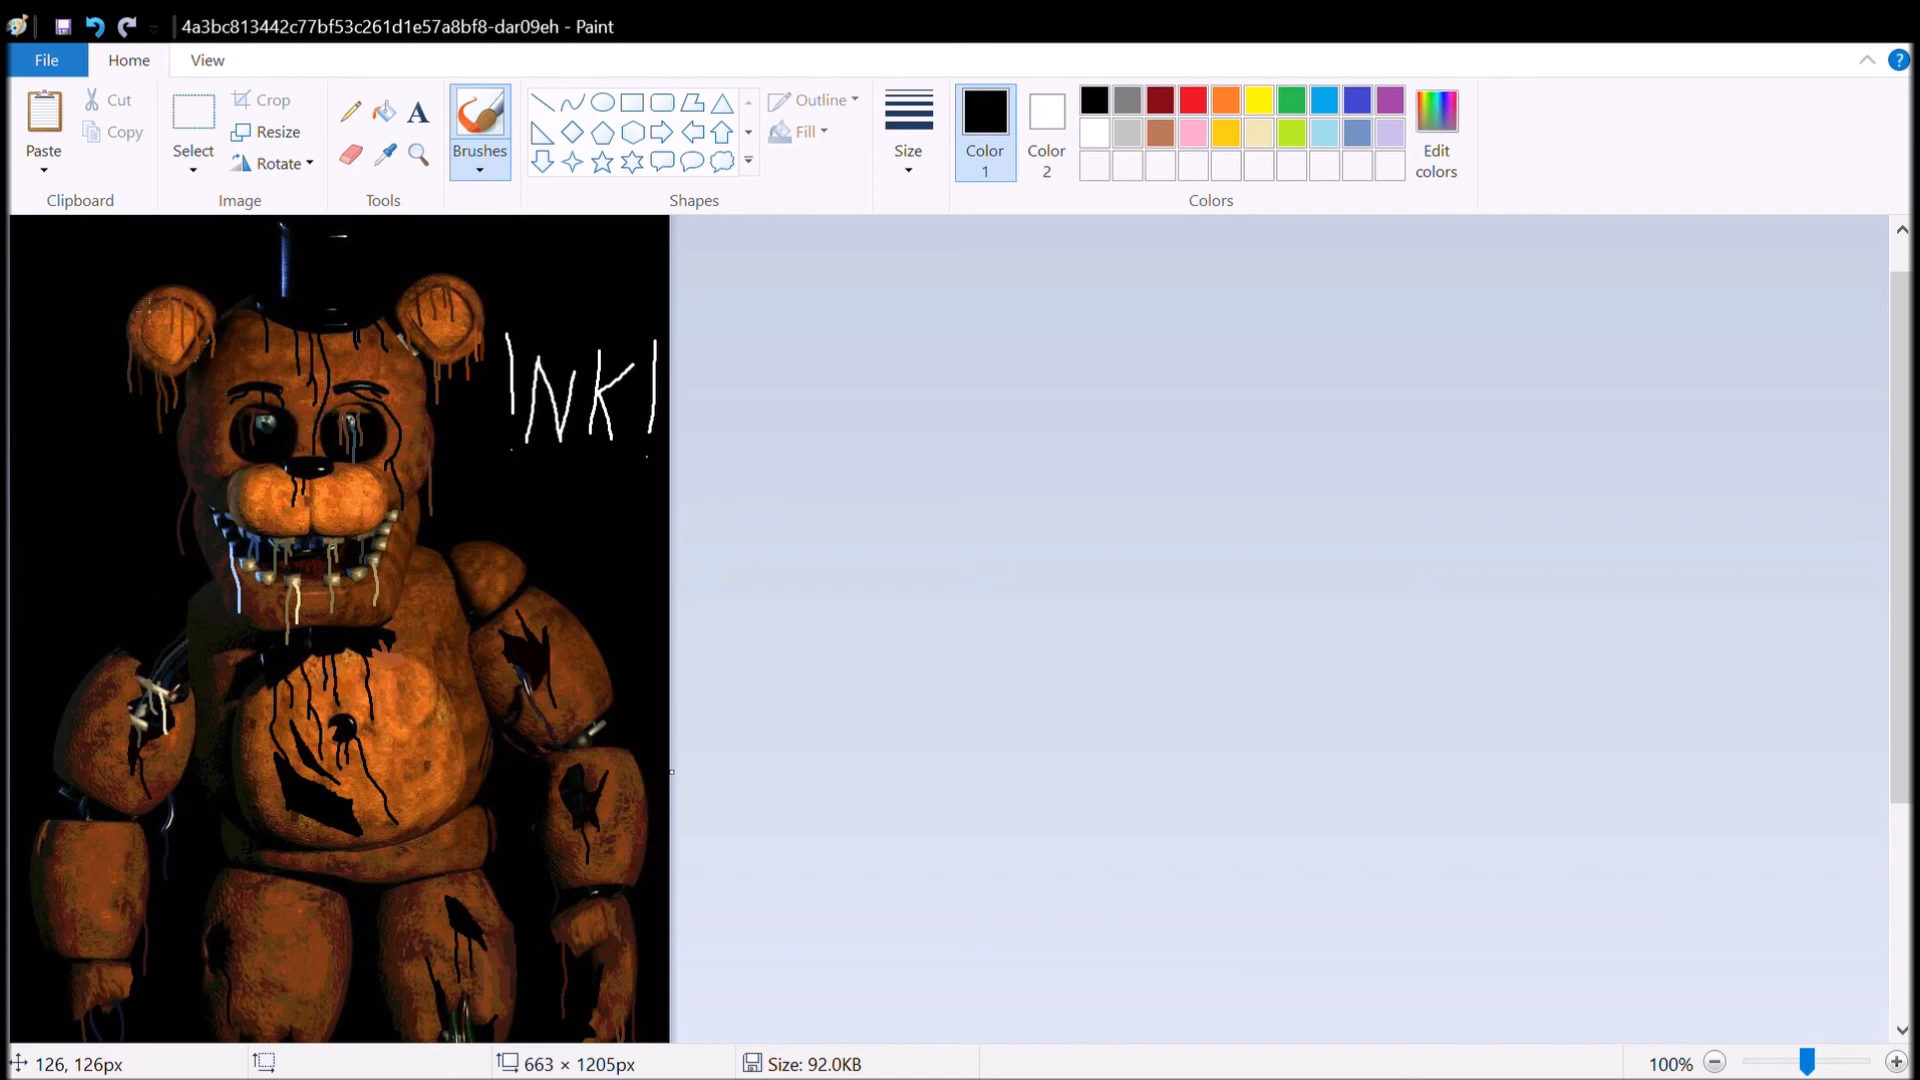 4a3bc813442c77bf53c261d1e57a8bf8-dar09eh - Paint
File Home View
Paste Cut Copy Clipboard
Select Crop Resize Rotate Image
A
Tools
Brushes
Shapes
Outline Fill
Size
Color 1
Color 2
Edit colors
Colors
?
INK!
126, 126px
663 × 1205px
Size: 92.0KB
100%